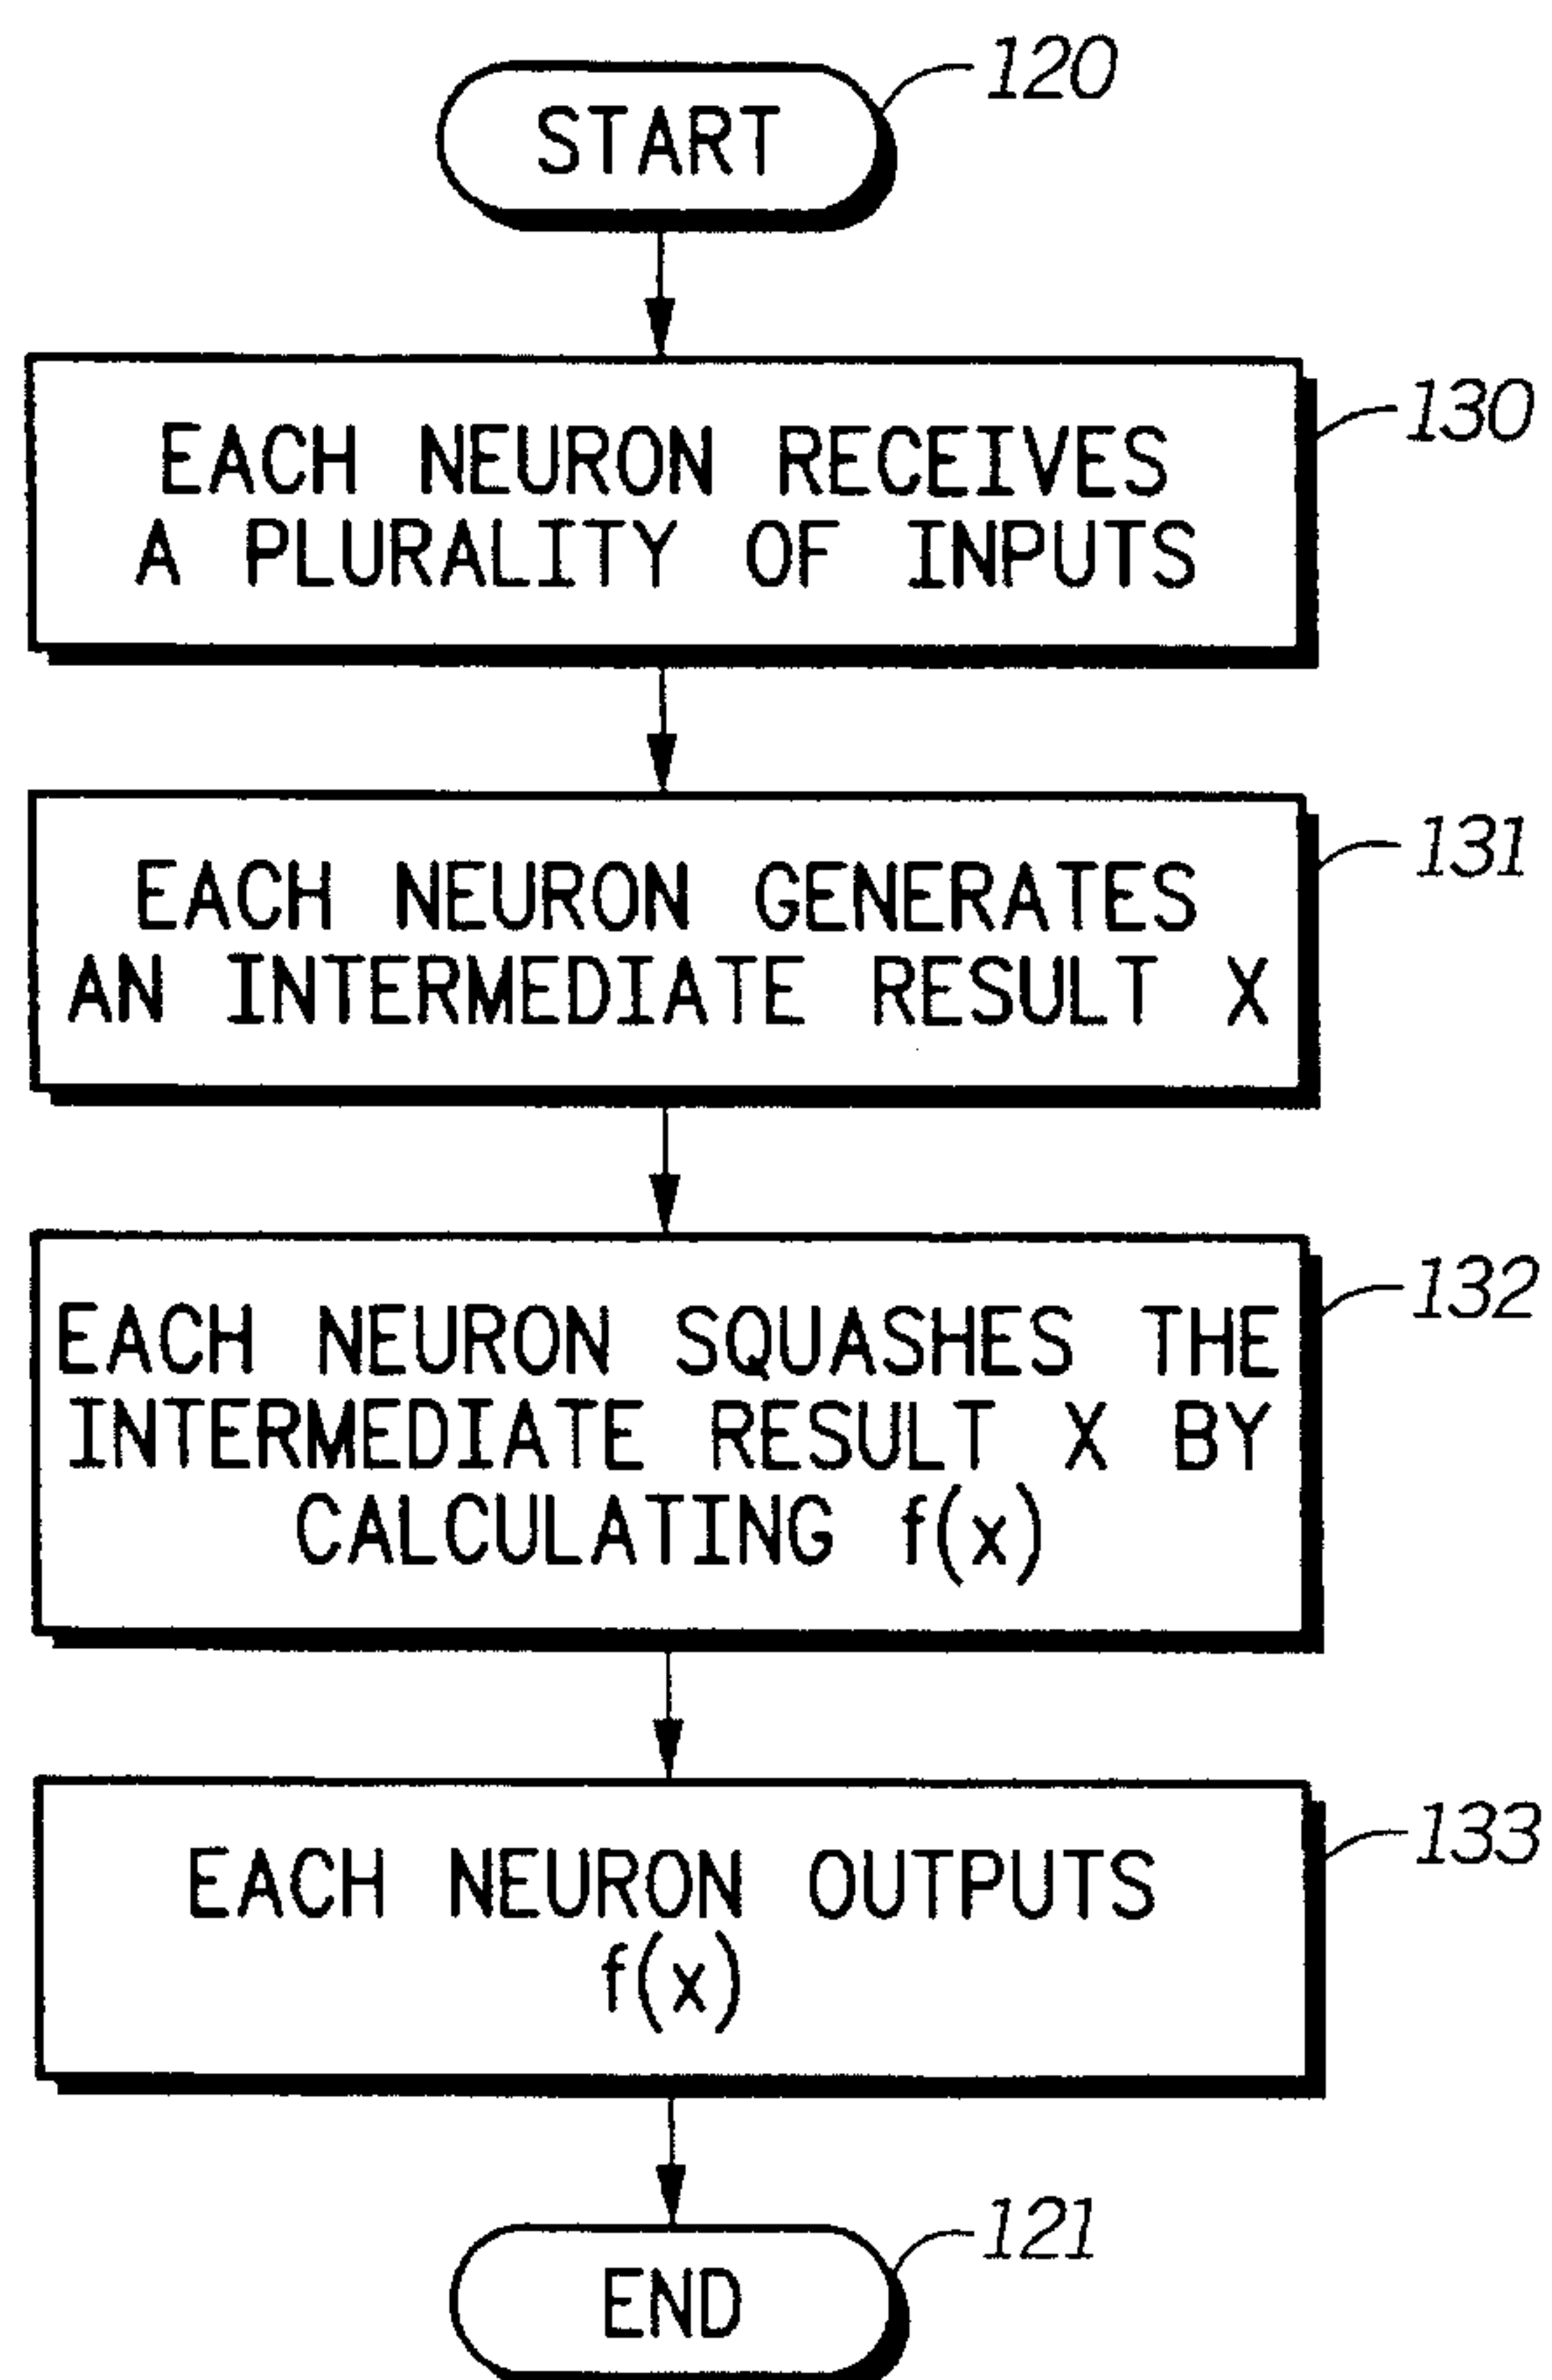 START
120
EACH NEURON RECEIVES
A PLURALITY OF INPUTS
130
EACH NEURON GENERATES
AN INTERMEDIATE RESULT X
131
EACH NEURON SQUASHES THE
INTERMEDIATE RESULT X BY
CALCULATING f(x)
132
EACH NEURON OUTPUTS
f(x)
133
END
121